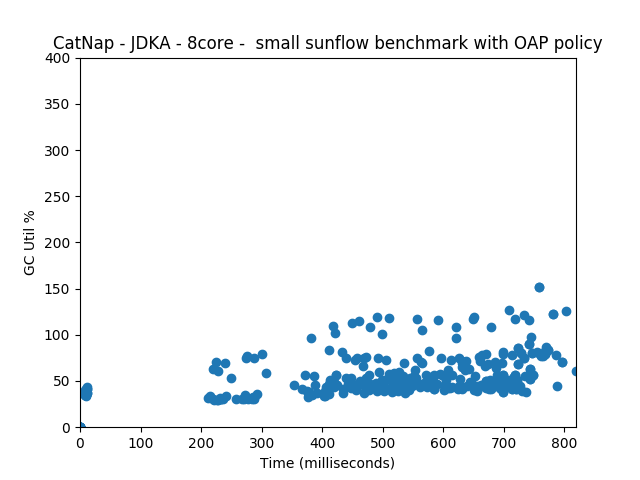 CatNap - JDKA - 8core -  small sunflow benchmark with OAP policy
400
350
300
250
200
150
100
50
0
GC Util %
0 100 200 300 400 500 600 700 800
Time (milliseconds)